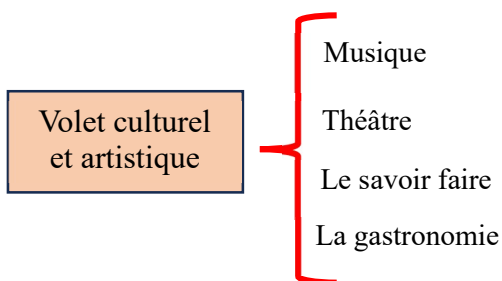 Volet culturel
et artistique
Musique
Théâtre
Le savoir faire
La gastronomie